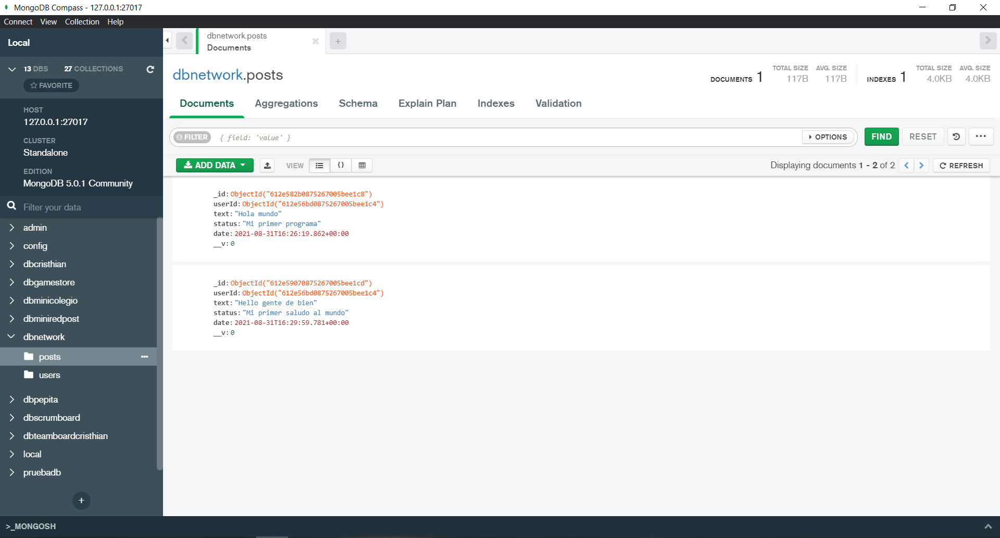 MongoDB Compass - 127.0.0.1:27017
Connect View Collection Help
Local
13 DBS 27 COLLECTIONS
FAVORITE
HOST
127.0.0.1:27017
CLUSTER
Standalone
EDITION
MongoDB 5.0.1 Community
Filter your data
admin
config
dbcristhian
dbgamestore
dbminicolegio
dbminiredpost
dbnetwork
posts
users
dbpepita
dbscrumboard
dbteamboardcristhian
local
pruebadb
+
dbnetwork.posts
Documents
+
dbnetwork.posts
DOCUMENTS 1 TOTAL SIZE 117B AVG. SIZE 117B INDEXES 1 TOTAL SIZE 4.0KB AVG. SIZE 4.0KB
Documents Aggregations Schema Explain Plan Indexes Validation
FILTER { field: 'value' } OPTIONS FIND RESET ...
ADD DATA VIEW {} Displaying documents 1 - 2 of 2 REFRESH
_id: ObjectId("612e582b0875267005bee1c8")
userId: ObjectId("612e56bd0875267005bee1c4")
text: "Hola mundo"
status: "Mi primer programa"
date: 2021-08-31T16:26:19.862+00:00
__v: 0
_id: ObjectId("612e59070875267005bee1cd")
userId: ObjectId("612e56bd0875267005bee1c4")
text: "Hello gente de bien"
status: "Mi primer saludo al mundo"
date: 2021-08-31T16:29:59.781+00:00
__v: 0
>_MONGOSH